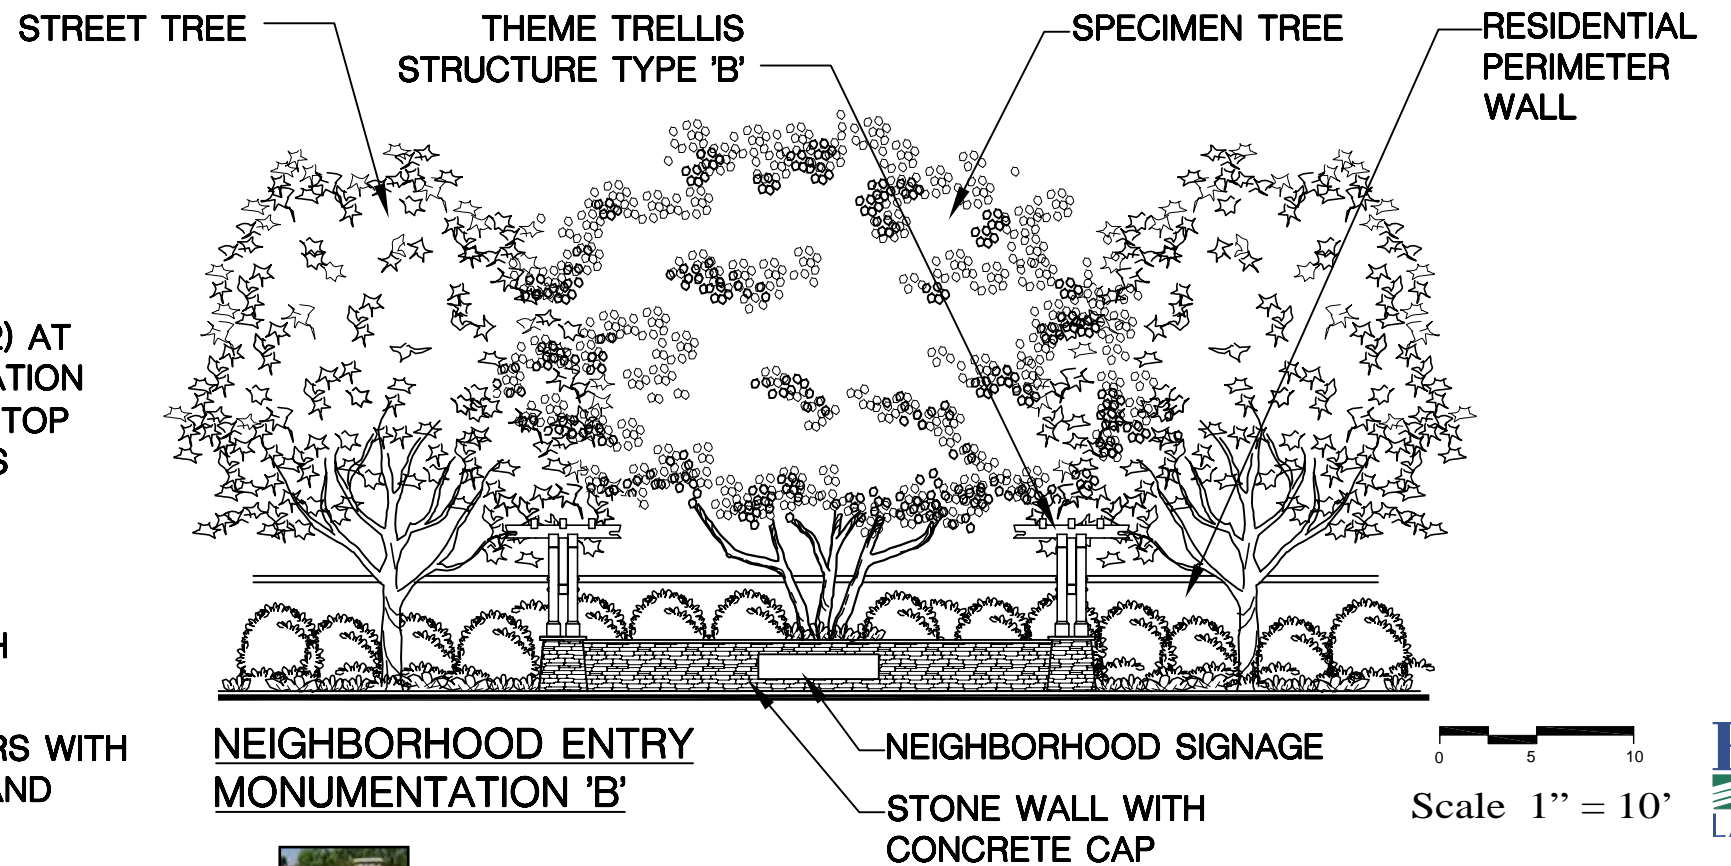 STREET TREE
THEME TRELLIS
STRUCTURE TYPE 'B'
SPECIMEN TREE
RESIDENTIAL
PERIMETER
WALL
2) AT
ATION
TOP
S
H
RS WITH
AND
NEIGHBORHOOD ENTRY
MONUMENTATION 'B'
NEIGHBORHOOD SIGNAGE
STONE WALL WITH
CONCRETE CAP
0 5 10
Scale 1” = 10’